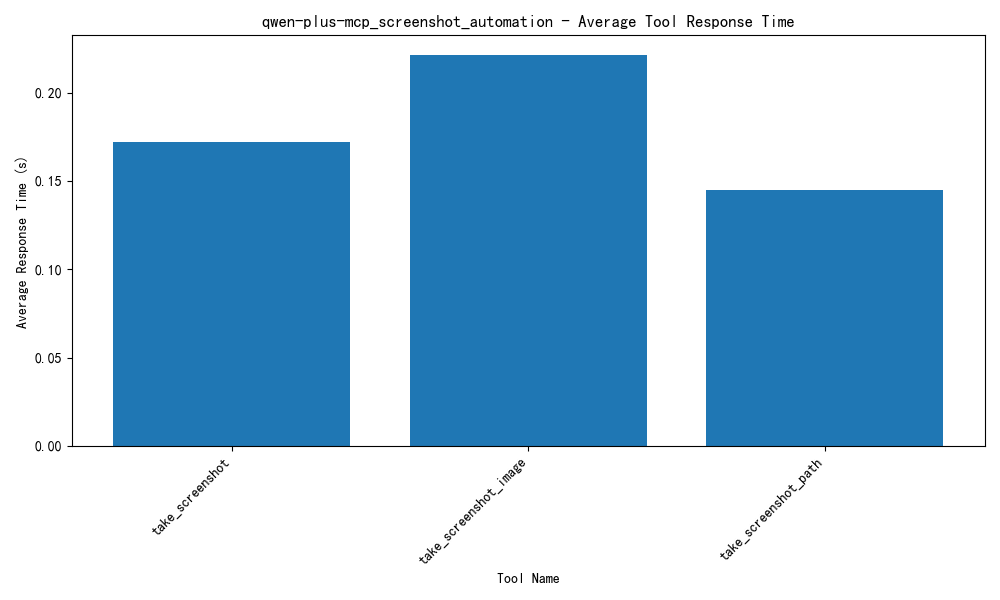 qwen-plus-mcp_screenshot_automation - Average Tool Response Time
Average Response Time (s)
0.20
0.15
0.10
0.05
0.00
take_screenshot
take_screenshot_image
take_screenshot_path
Tool Name